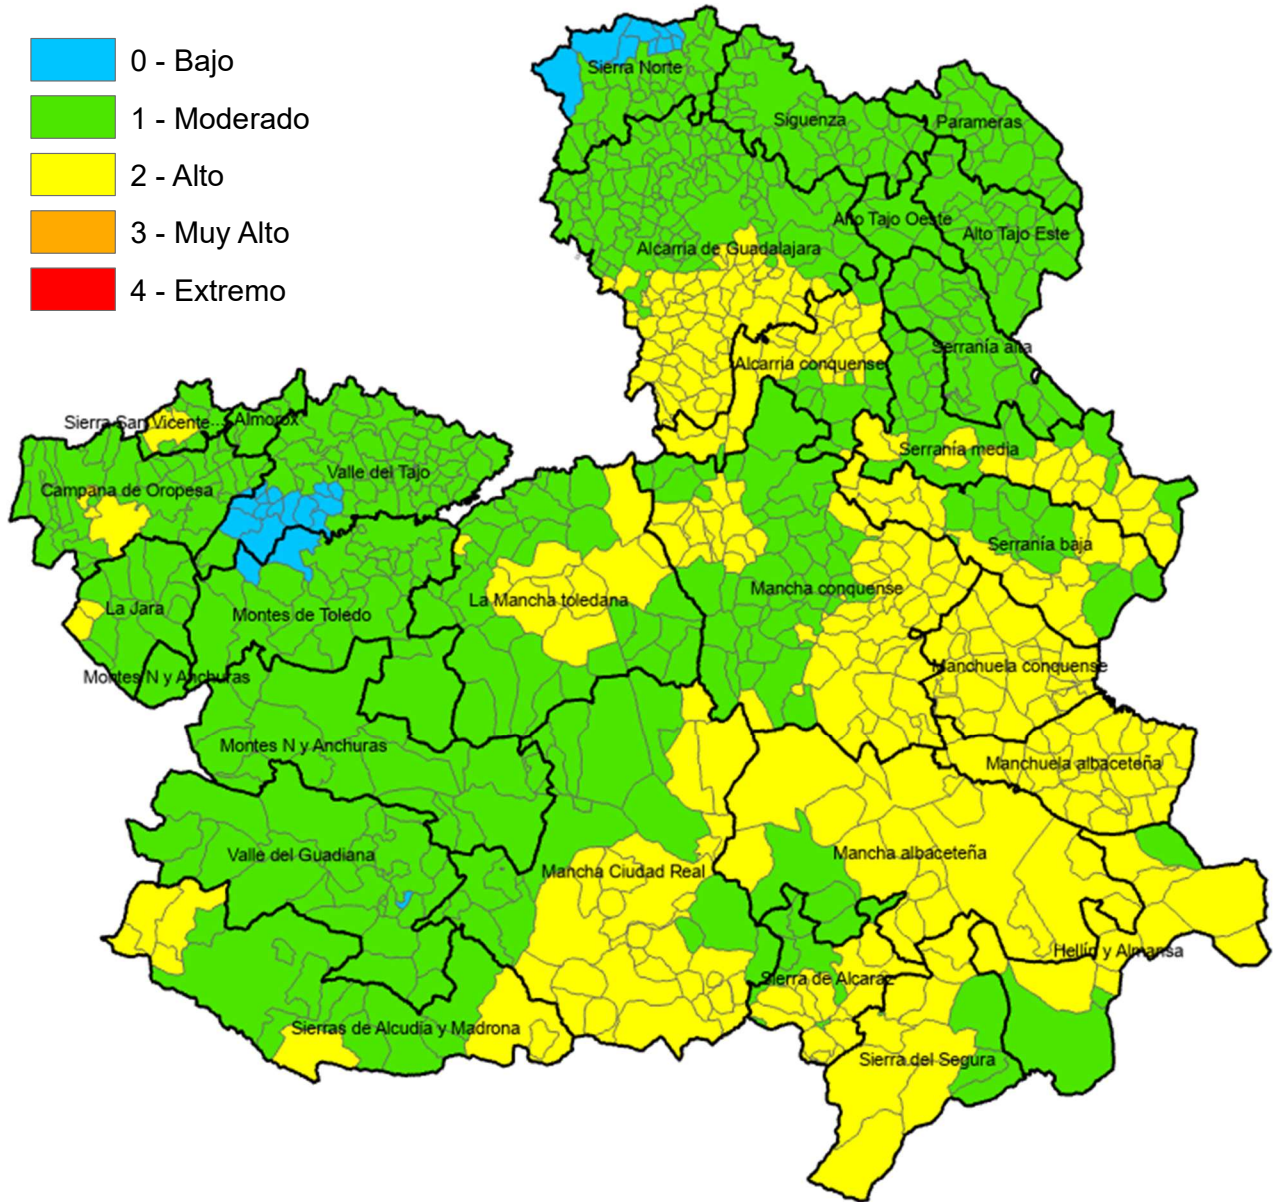 0 - Bajo
1 - Moderado
2 - Alto
3 - Muy Alto
4 - Extremo
Sierra Norte
Siguenza
Parameras
Alto Tajo Oeste
Alto Tajo Este
Alcarria de Guadalajara
Serranía alta
Alcarria conquense
Sierra San Vicente...
Almorox
Serranía media
Valle del Tajo
Campana de Oropesa
Serranía baja
Mancha conquense
La Mancha toledana
La Jara
Montes de Toledo
Manchuela conquense
Montes N y Anchuras
Montes N y Anchuras
Manchuela albaceteña
Valle del Guadiana
Mancha albaceteña
Mancha Ciudad Real
Hellín y Almansa
Sierra de Alcaraz
Sierras de Alcudia y Madrona
Sierra del Segura